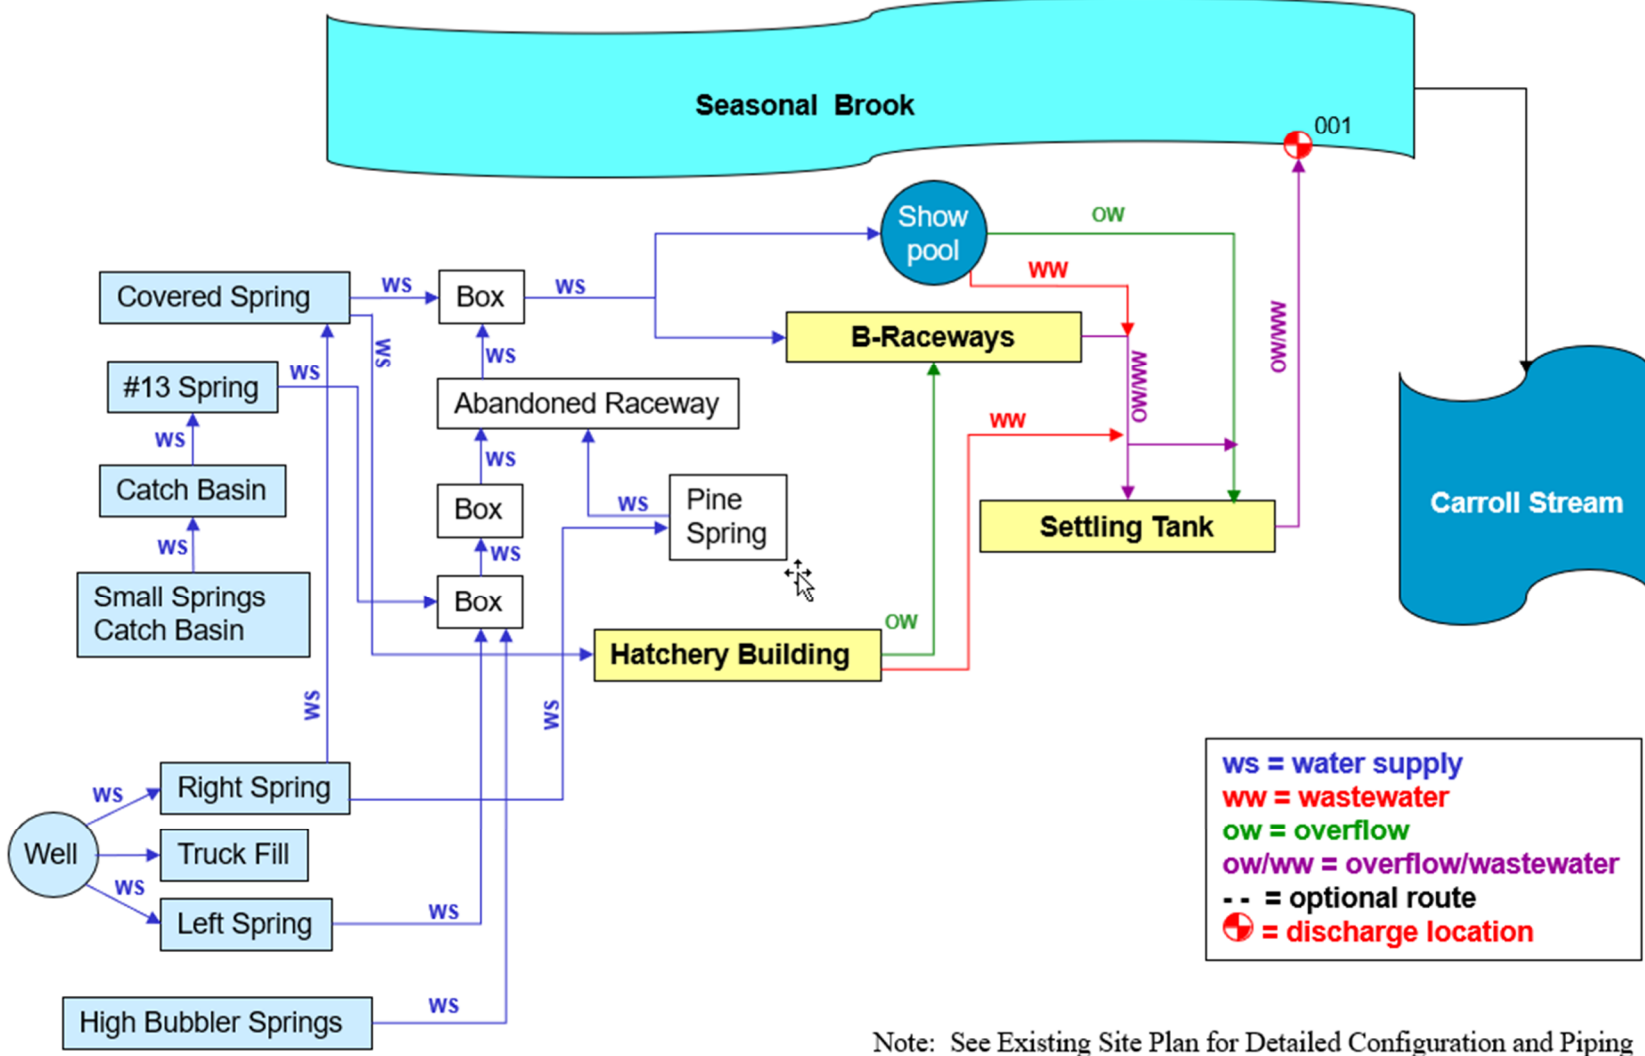 Seasonal Brook
001
Show
pool
ow
ww
Covered Spring
ws
Box
ws
B-Raceways
ow/ww
ws
ws
#13 Spring
ws
Abandoned Raceway
ow/ww
ww
ws
ws
Catch Basin
Box
ws
Pine
Spring
Carroll Stream
Settling Tank
ws
ws
Small Springs
Catch Basin
Box
ow
Hatchery Building
ws
ws
Right Spring
ws
Well
Truck Fill
ws
Left Spring
ws
High Bubbler Springs
ws
ws = water supply
ww = wastewater
ow = overflow
ow/ww = overflow/wastewater
- - = optional route
= discharge location
Note: See Existing Site Plan for Detailed Configuration and Piping